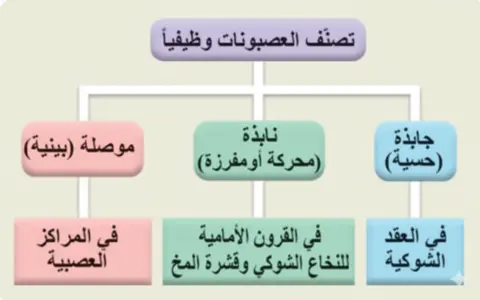 تصنّف العصبونات وظيفياً
جابذة
(حسية)
نابذة
(محركة أومفرزة)
موصلة (بينية)
في العقد
الشوكية
في القرون الأمامية
للنخاع الشوكي وقشرة المخ
في المراكز
العصبية